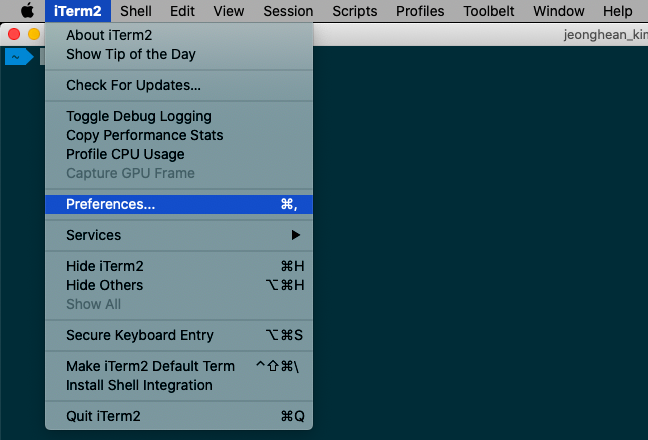 iTerm2 Shell Edit View Session Scripts Profiles Toolbelt Window Help
jeonghean_kim
~
About iTerm2
Show Tip of the Day
Check For Updates...
Toggle Debug Logging
Copy Performance Stats
Profile CPU Usage
Capture GPU Frame
Preferences... ⌘,
Services ▶
Hide iTerm2 ⌘H
Hide Others ⌥⌘H
Show All
Secure Keyboard Entry ⌥⌘S
Make iTerm2 Default Term ^⇧⌘\
Install Shell Integration
Quit iTerm2 ⌘Q